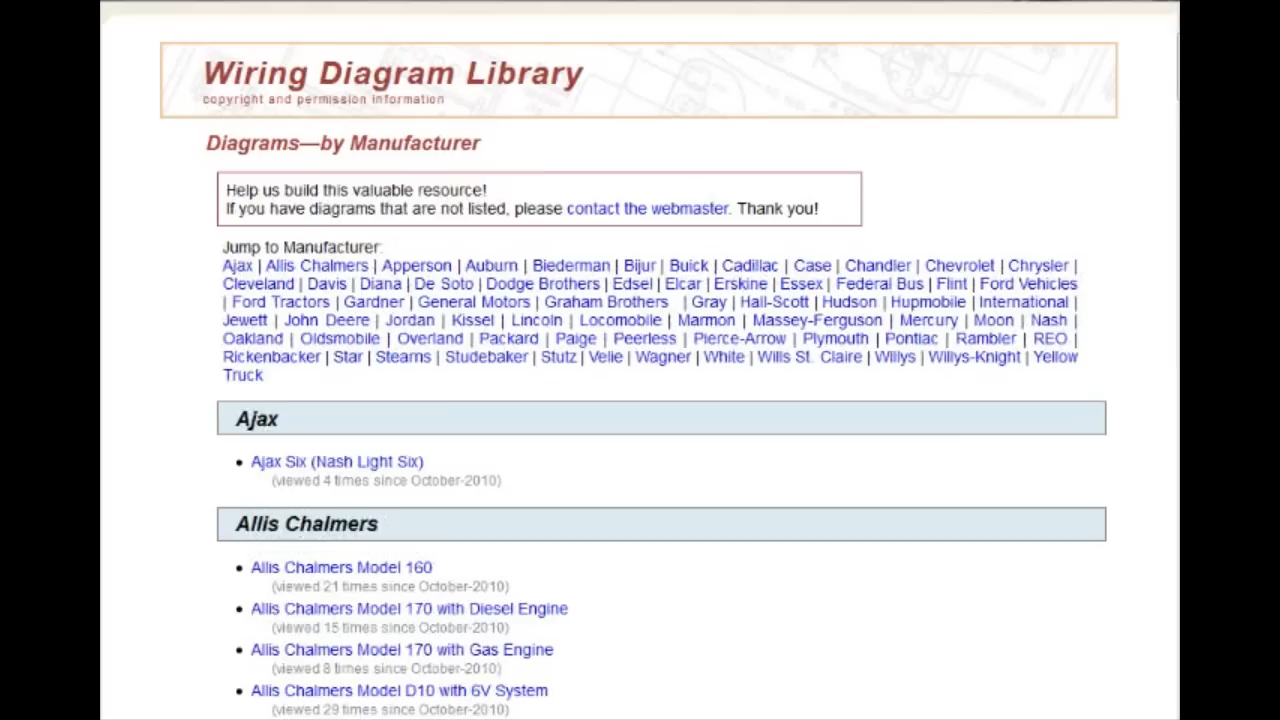 Wiring Diagram Library
copyright and permission information
Diagrams—by Manufacturer
Help us build this valuable resource!
If you have diagrams that are not listed, please contact the webmaster. Thank you!
Jump to Manufacturer:
Ajax | Allis Chalmers | Apperson | Auburn | Biederman | Bijur | Buick | Cadillac | Case | Chandler | Chevrolet | Chrysler |
Cleveland | Davis | Diana | De Soto | Dodge Brothers | Edsel | Elcar | Erskine | Essex | Federal Bus | Flint | Ford Vehicles
| Ford Tractors | Gardner | General Motors | Graham Brothers | Gray | Hall-Scott | Hudson | Hupmobile | International |
Jewett | John Deere | Jordan | Kissel | Lincoln | Locomobile | Marmon | Massey-Ferguson | Mercury | Moon | Nash |
Oakland | Oldsmobile | Overland | Packard | Paige | Peerless | Pierce-Arrow | Plymouth | Pontiac | Rambler | REO |
Rickenbacker | Star | Stearns | Studebaker | Stutz | Velie | Wagner | White | Wills St. Claire | Willys | Willys-Knight | Yellow
Truck
Ajax
• Ajax Six (Nash Light Six)
(viewed 4 times since October-2010)
Allis Chalmers
• Allis Chalmers Model 160
(viewed 21 times since October-2010)
• Allis Chalmers Model 170 with Diesel Engine
(viewed 15 times since October-2010)
• Allis Chalmers Model 170 with Gas Engine
(viewed 8 times since October-2010)
• Allis Chalmers Model D10 with 6V System
(viewed 29 times since October-2010)